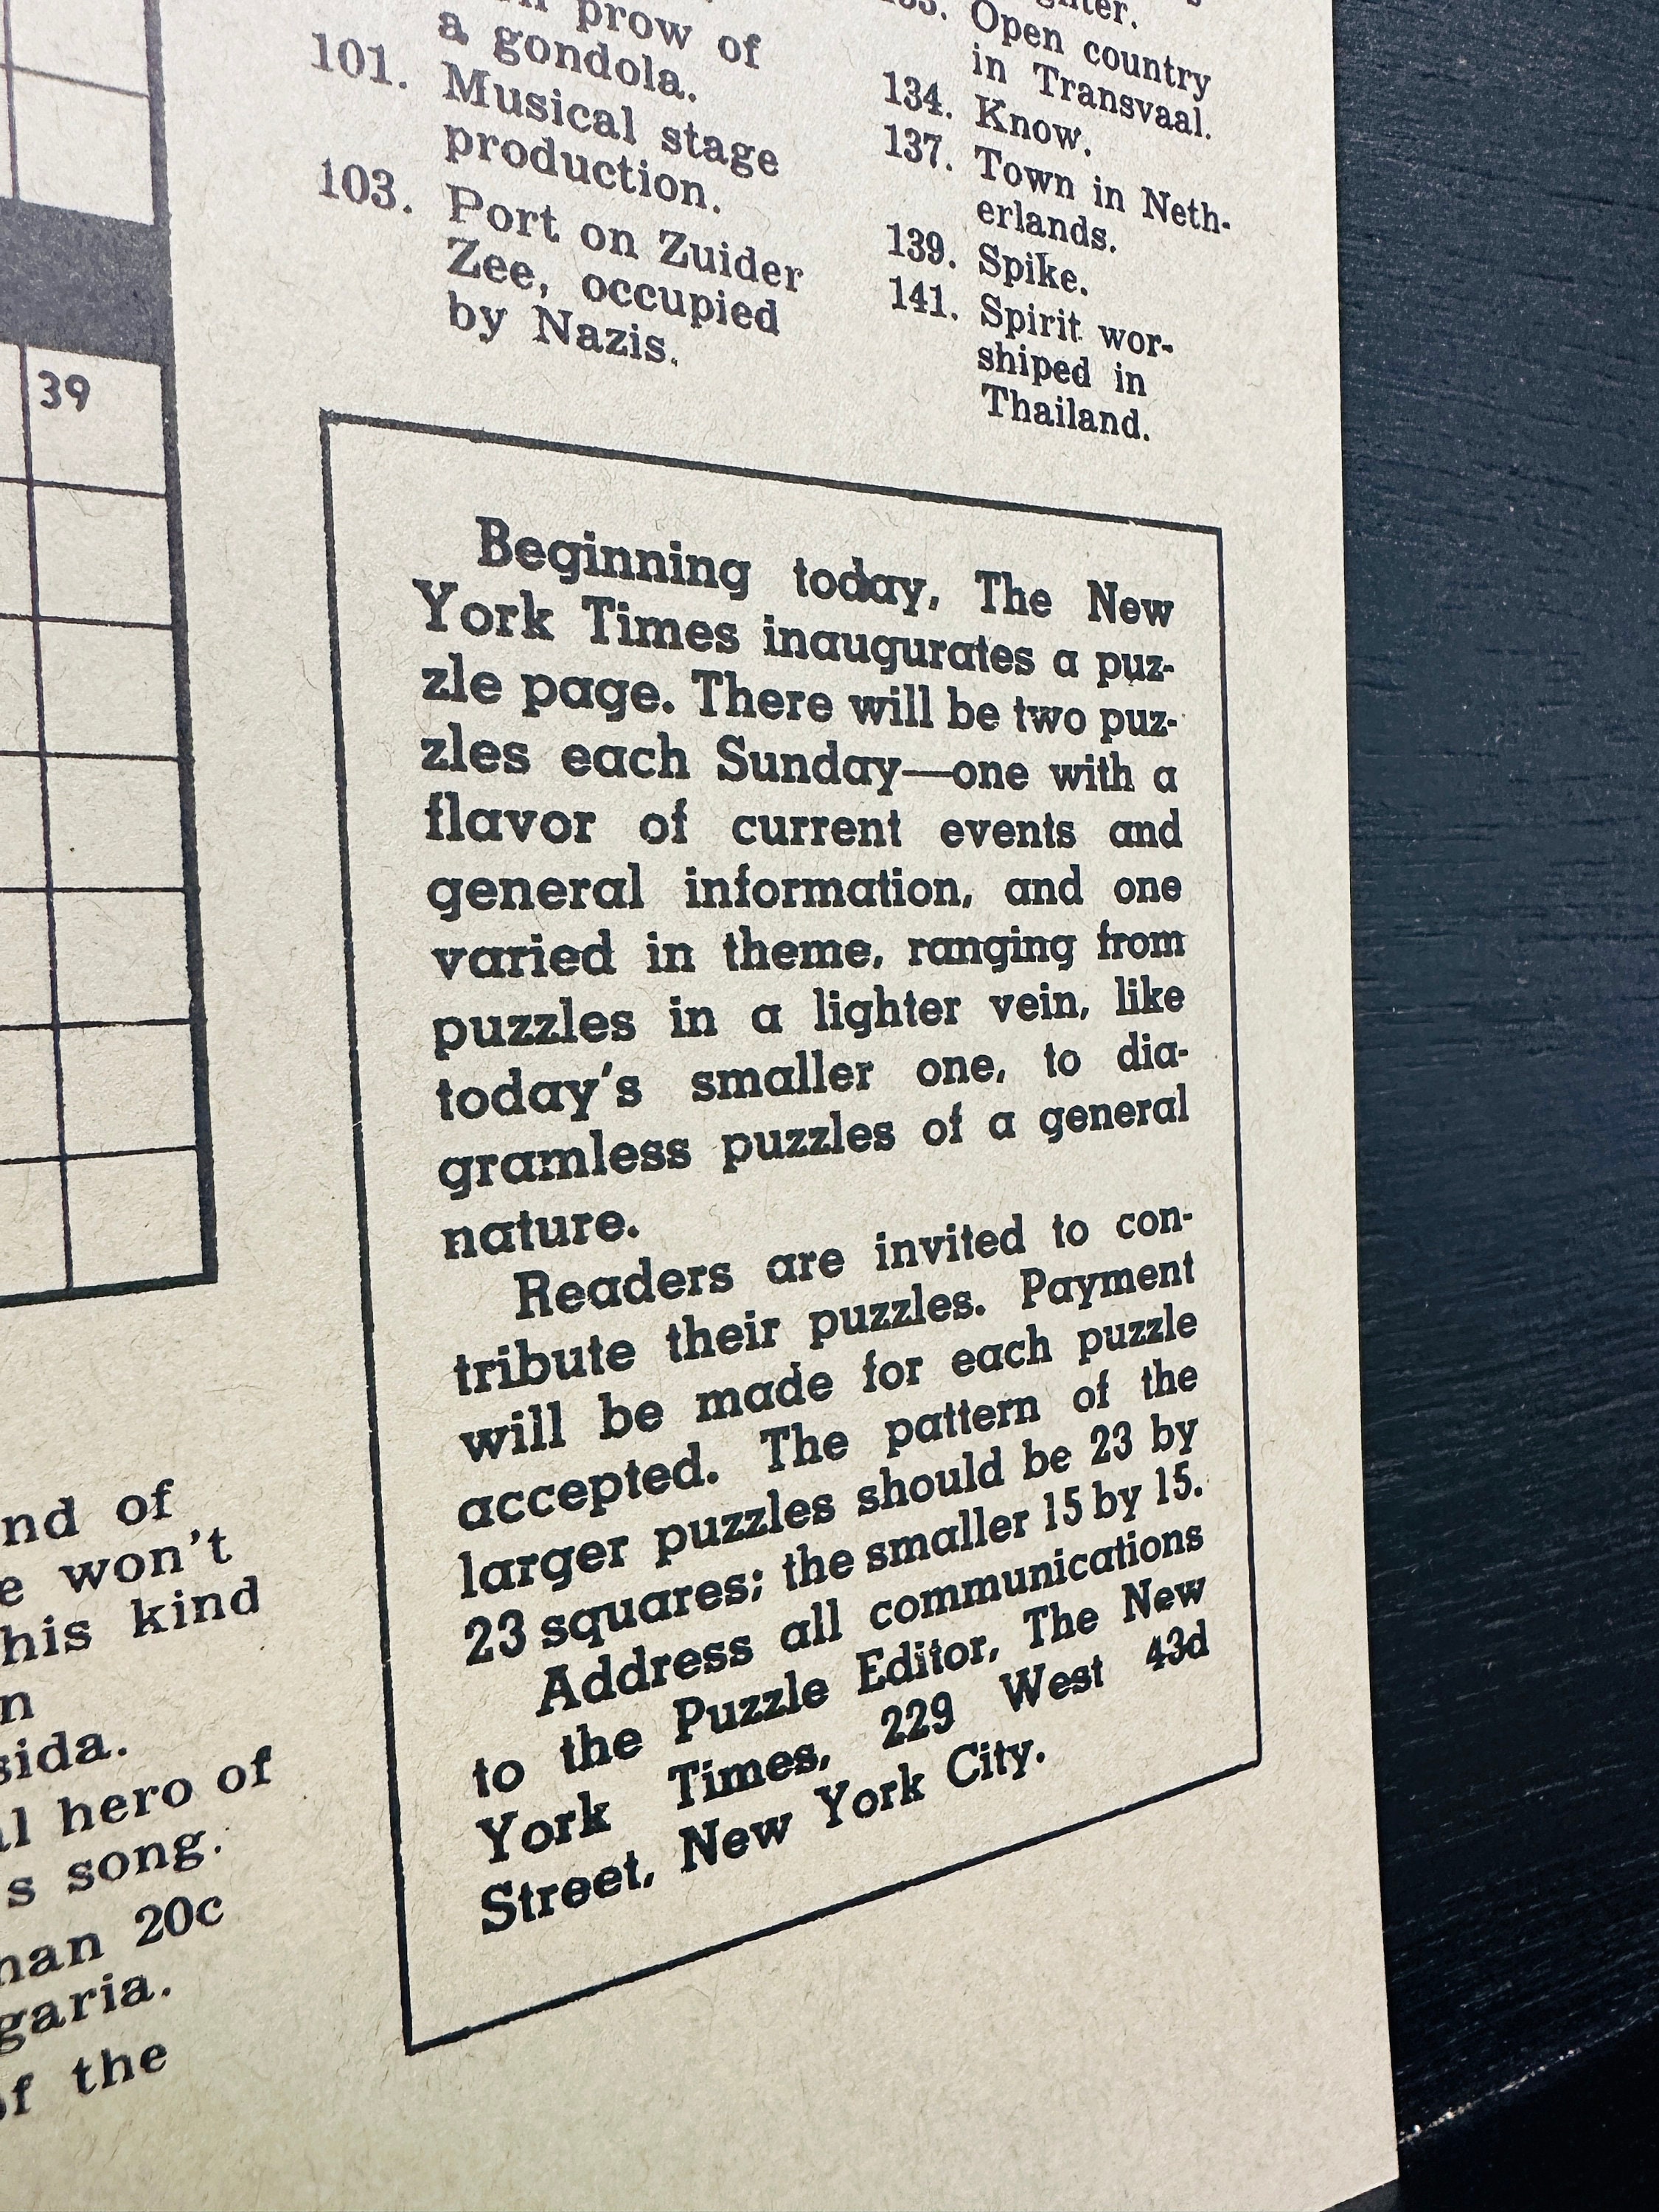 prow of
a gondola.
101. Musical stage
production.
103. Port on Zuider
Zee, occupied
by Nazis.
Open country
in Transvaal.
134. Know.
137. Town in Neth-
erlands.
139. Spike.
141. Spirit wor-
shiped in
Thailand.
39
Beginning today, The New
York Times inaugurates a puz-
zle page. There will be two puz-
zles each Sunday—one with a
flavor of current events and
general information, and one
varied in theme, ranging from
puzzles in a lighter vein, like
today's smaller one, to dia-
gramless puzzles of a general
nature.
Readers are invited to con-
tribute their puzzles. Payment
will be made for each puzzle
accepted. The pattern of the
larger puzzles should be 23 by
23 squares; the smaller 15 by 15.
Address all communications
to the Puzzle Editor, The New
York Times, 229 West 43d
Street, New York City.
nd of
e won't
his kind
n
sida.
l hero of
s song.
han 20c
garia.
of the